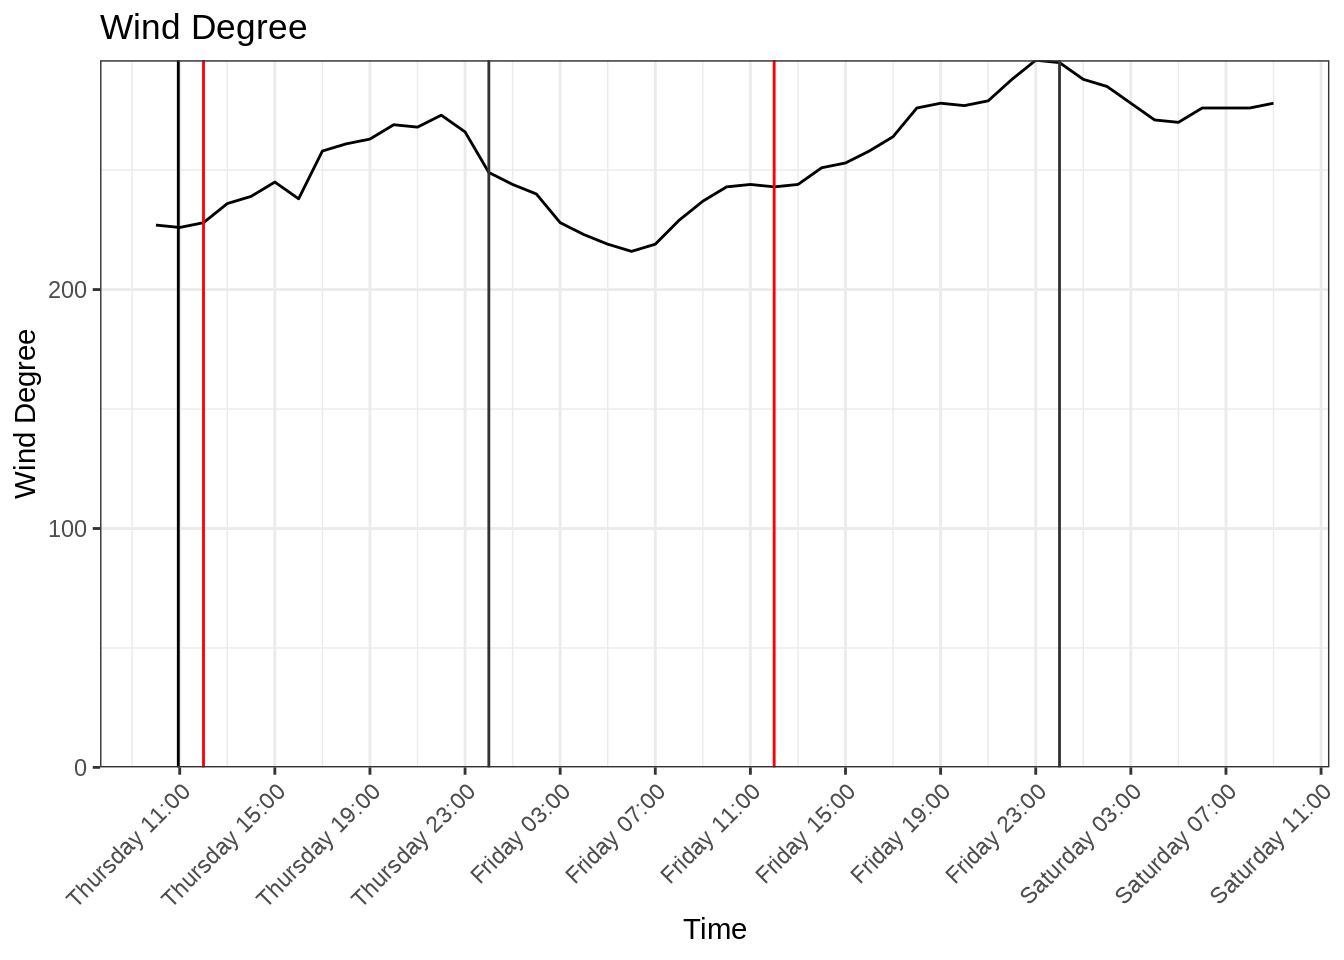 Wind Degree
Wind Degree
200
100
0
Thursday 11:00
Thursday 15:00
Thursday 19:00
Thursday 23:00
Friday 03:00
Friday 07:00
Friday 11:00
Friday 15:00
Friday 19:00
Friday 23:00
Saturday 03:00
Saturday 07:00
Saturday 11:00
Time